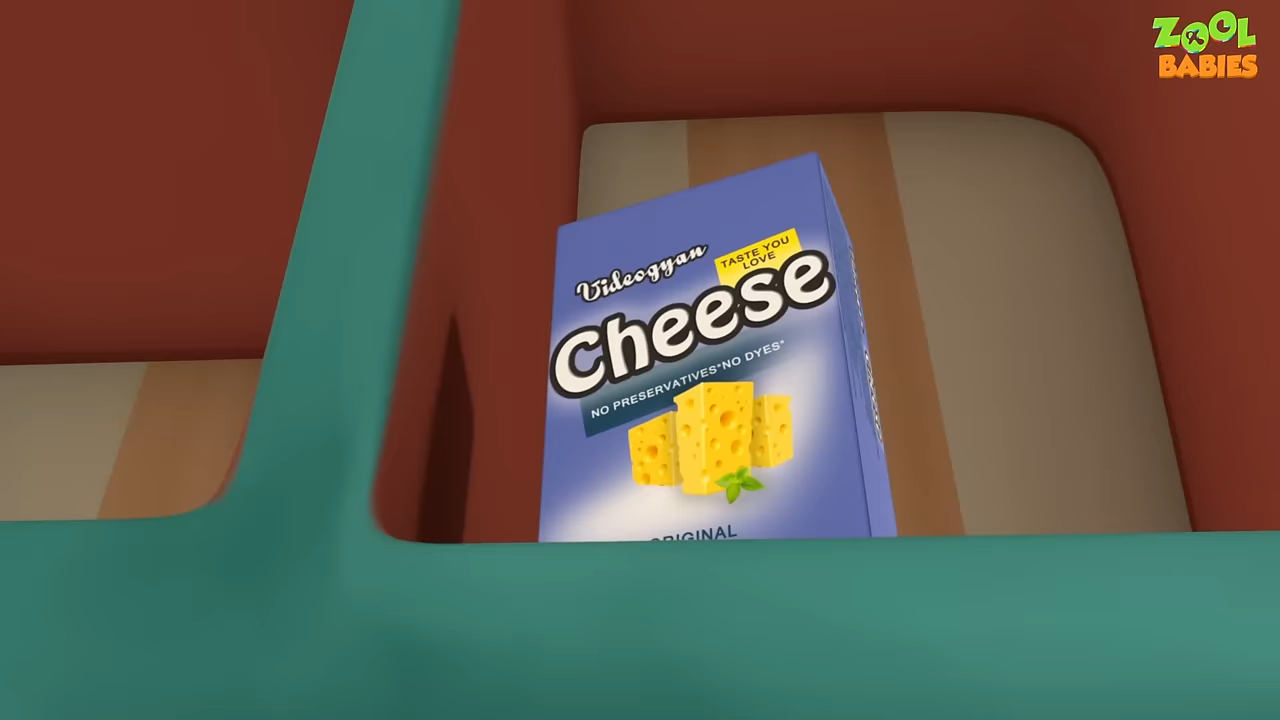 ZOOL
BABIES
Videogyan
TASTE YOU
LOVE
Cheese
NO PRESERVATIVES*NO DYES*
ORIGINAL